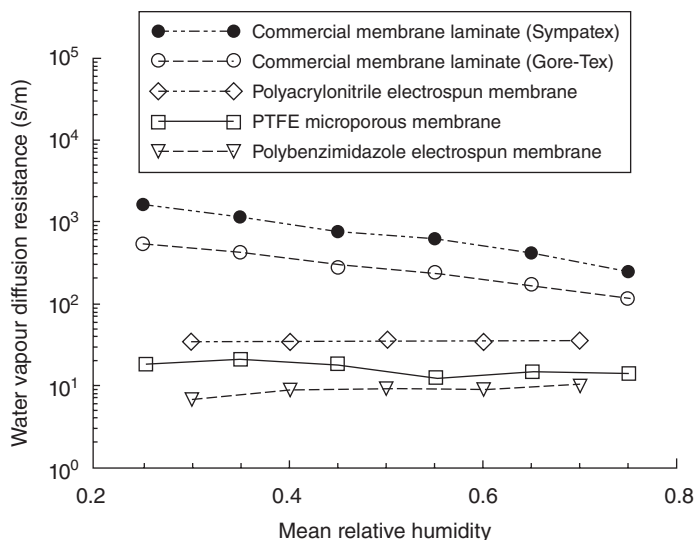 Commercial membrane laminate (Sympatex)
Commercial membrane laminate (Gore-Tex)
Polyacrylonitrile electrospun membrane
PTFE microporous membrane
Polybenzimidazole electrospun membrane
Water vapour diffusion resistance (s/m)
10⁵
10⁴
10³
10²
10¹
10⁰
0.2 0.4 0.6 0.8
Mean relative humidity